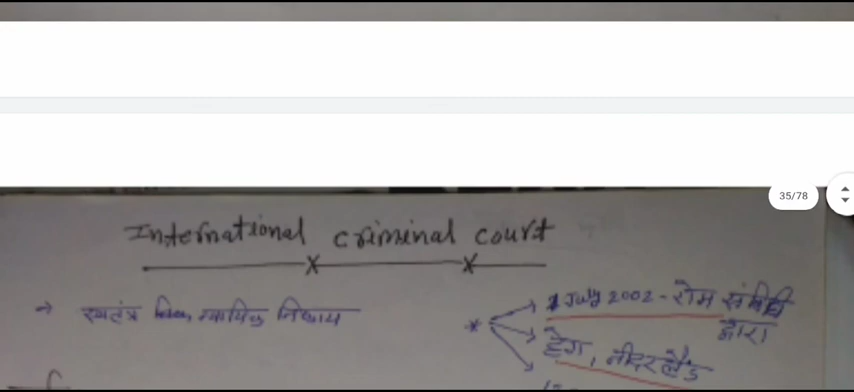 35/78
International criminal court
→ स्वतंत्र न्यायिक निकाय
* → 1 July 2002 - रोम संविधि
द्वारा
→ हेग, नीदरलैंड